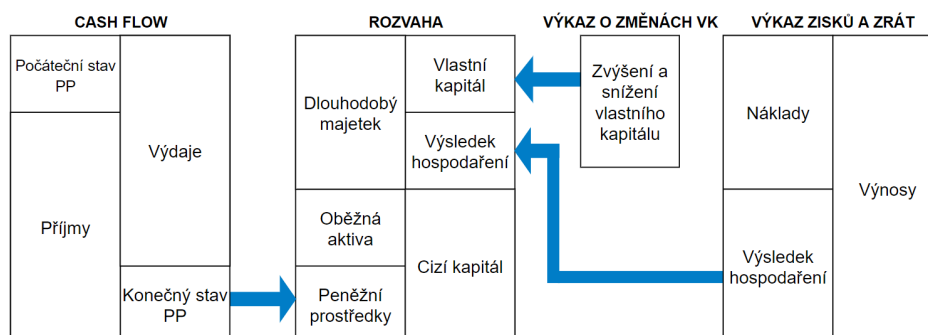 CASH FLOW
Počáteční stav
PP
Příjmy
Výdaje
Konečný stav
PP
ROZVAHA
Dlouhodobý
majetek
Oběžná
aktiva
Peněžní
prostředky
Vlastní
kapitál
Výsledek
hospodaření
Cizí kapitál
VÝKAZ O ZMĚNÁCH VK
Zvýšení a
snížení
vlastního
kapitálu
VÝKAZ ZISKŮ A ZRÁT
Náklady
Výsledek
hospodaření
Výnosy